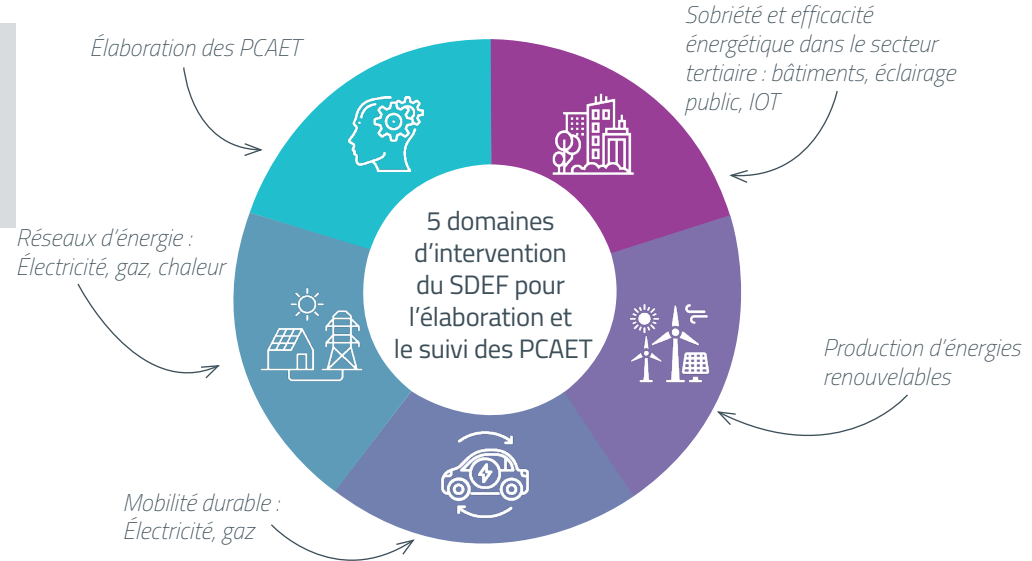 Élaboration des PCAET
Sobriété et efficacité
énergétique dans le secteur
tertiaire : bâtiments, éclairage
public, IOT
Réseaux d'énergie :
Électricité, gaz, chaleur
5 domaines
d'intervention
du SDEF pour
l'élaboration et
le suivi des PCAET
Production d'énergies
renouvelables
Mobilité durable :
Électricité, gaz